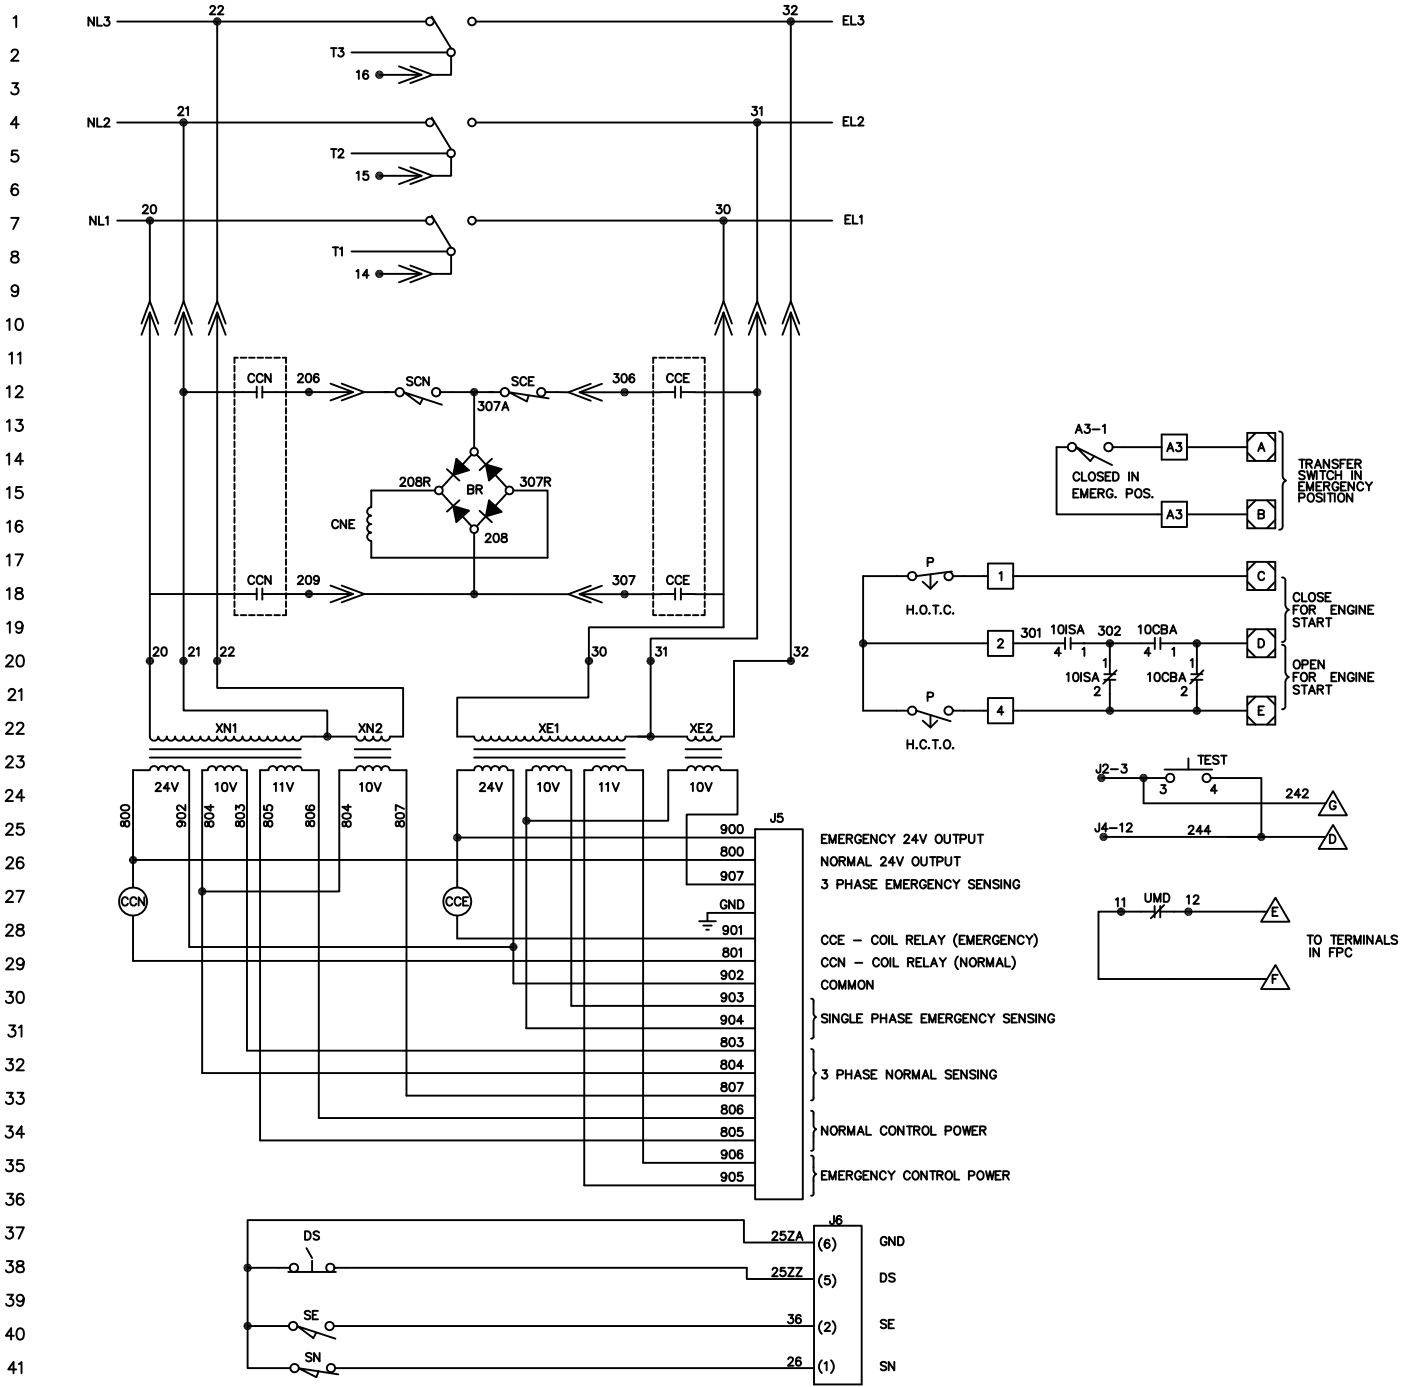 1 NL3 22 32 EL3
2 T3
16
3
4 NL2 21 31 EL2
5 T2
15
6
7 NL1 20 30 EL1
8 T1
14
9
10
11
12 CCN 206 SCN SCE 306 CCE
307A
13
14
15 208R BR 307R
16 CNE
208
17
18 CCN 209 307 CCE
19
20 20 21 22 30 31 32
21
22 XN1 XN2 XE1 XE2
23
24V 10V 11V 10V 24V 10V 11V 10V
24
800 902 804 803 805 806 804 807
25
26
27
CCN CCE
28
29
30
31
32
33
34
35
36
J5
900 EMERGENCY 24V OUTPUT
800 NORMAL 24V OUTPUT
907 3 PHASE EMERGENCY SENSING
GND
901 CCE – COIL RELAY (EMERGENCY)
801 CCN – COIL RELAY (NORMAL)
902 COMMON
903
904 SINGLE PHASE EMERGENCY SENSING
803
804 3 PHASE NORMAL SENSING
807
806
805 NORMAL CONTROL POWER
906
905 EMERGENCY CONTROL POWER
J6
37 25ZA (6) GND
DS
38 25ZZ (5) DS
39
SE
40 36 (2) SE
SN
41 26 (1) SN
A3-1 A3 A
CLOSED IN
EMERG. POS.
A3 B
TRANSFER
SWITCH IN
EMERGENCY
POSITION
P 1 C
H.O.T.C.
CLOSE
FOR ENGINE
START
2 301 10ISA 302 10CBA D
4 1 4 1
10ISA 1 2 10CBA 1 2
OPEN
FOR ENGINE
START
P 4 E
H.C.T.O.
J2-3 TEST
3 4 242 G
J4-12 244 D
11 UMD 12 E
TO TERMINALS
IN FPC
F